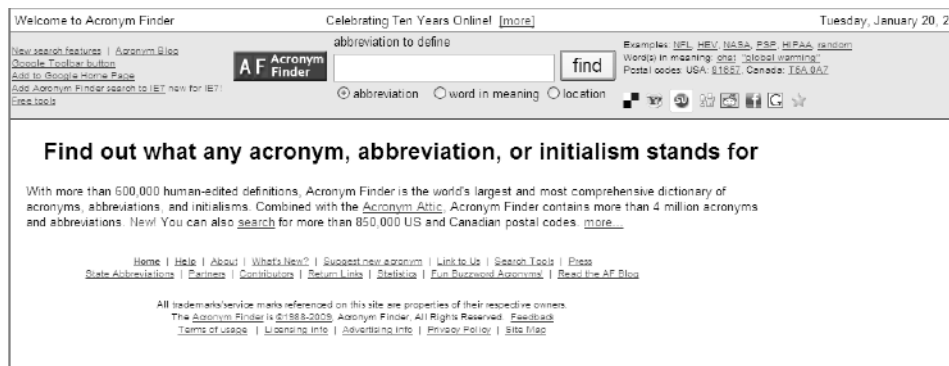 Welcome to Acronym Finder Celebrating Ten Years Online! [more] Tuesday, January 20, 2
New search features | Acronym Blog
Google Toolbar button
Add to Google Home Page
Add Acronym Finder search to IE7 new for IE7!
Free tools
AF Acronym Finder
abbreviation to define
find
abbreviation word in meaning location
Examples: NFL, HEV, NASA, PSP, HIPAA, random
Word(s) in meaning: chat "global warming"
Postal codes: USA: 81657, Canada: T5A 0A7
Find out what any acronym, abbreviation, or initialism stands for
With more than 600,000 human-edited definitions, Acronym Finder is the world's largest and most comprehensive dictionary of
acronyms, abbreviations, and initialisms. Combined with the Acronym Attic, Acronym Finder contains more than 4 million acronyms
and abbreviations. New! You can also search for more than 850,000 US and Canadian postal codes. more...
Home | Help | About | What's New? | Suggest new acronym | Link to Us | Search Tools | Press
State Abbreviations | Partners | Contributors | Return Links | Statistics | Fun Buzzword Acronyms! | Read the AF Blog
All trademarks/service marks referenced on this site are properties of their respective owners.
The Acronym Finder is ©1988-2009, Acronym Finder, All Rights Reserved. Feedback
Terms of usage | Licensing info | Advertising info | Privacy Policy | Site Map